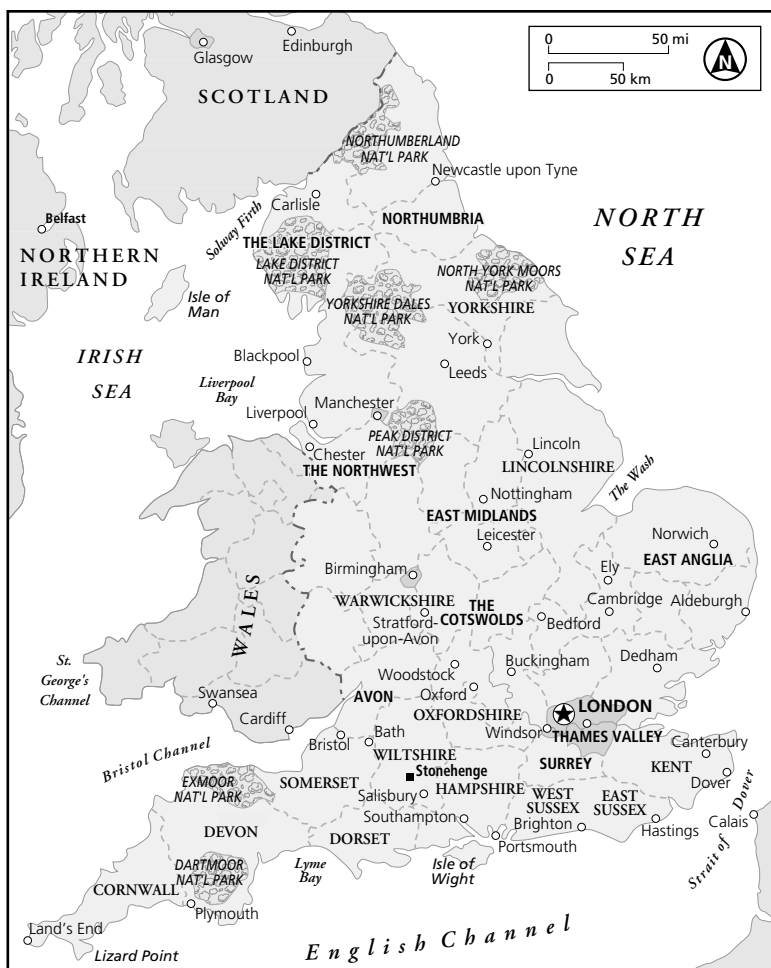 Edinburgh
Glasgow
0 50 mi
0 50 km
N
SCOTLAND
NORTHUMBERLAND
NAT'L PARK
Newcastle upon Tyne
Carlisle
Solway Firth
Belfast
NORTHUMBRIA
NORTH
SEA
NORTHERN
IRELAND
THE LAKE DISTRICT
LAKE DISTRICT
NAT'L PARK
NORTH YORK MOORS
NAT'L PARK
Isle of
Man
YORKSHIRE DALES
NAT'L PARK
YORKSHIRE
York
Leeds
IRISH
SEA
Blackpool
Liverpool
Bay
Manchester
Liverpool
PEAK DISTRICT
NAT'L PARK
Chester
THE NORTHWEST
Lincoln
LINCOLNSHIRE
The Wash
Nottingham
EAST MIDLANDS
Leicester
Norwich
EAST ANGLIA
Birmingham
Ely
WARWICKSHIRE
THE
COTSWOLDS
Stratford-
upon-Avon
Cambridge
Aldeburgh
Bedford
WALES
St.
George's
Channel
Woodstock
Buckingham
Dedham
Swansea
AVON
Oxford
OXFORDSHIRE
LONDON
Cardiff
Windsor
THAMES VALLEY
Bristol
Bath
WILTSHIRE
Canterbury
Bristol Channel
Stonehenge
SURREY
KENT
EXMOOR
NAT'L PARK
SOMERSET
Salisbury
HAMPSHIRE
WEST
SUSSEX
EAST
SUSSEX
Dover
Southampton
Brighton
Hastings
Calais
Strait of Dover
DEVON
DORSET
Portsmouth
Lyme
Bay
Isle of
Wight
DARTMOOR
NAT'L PARK
CORNWALL
Plymouth
Land's End
Lizard Point
English Channel